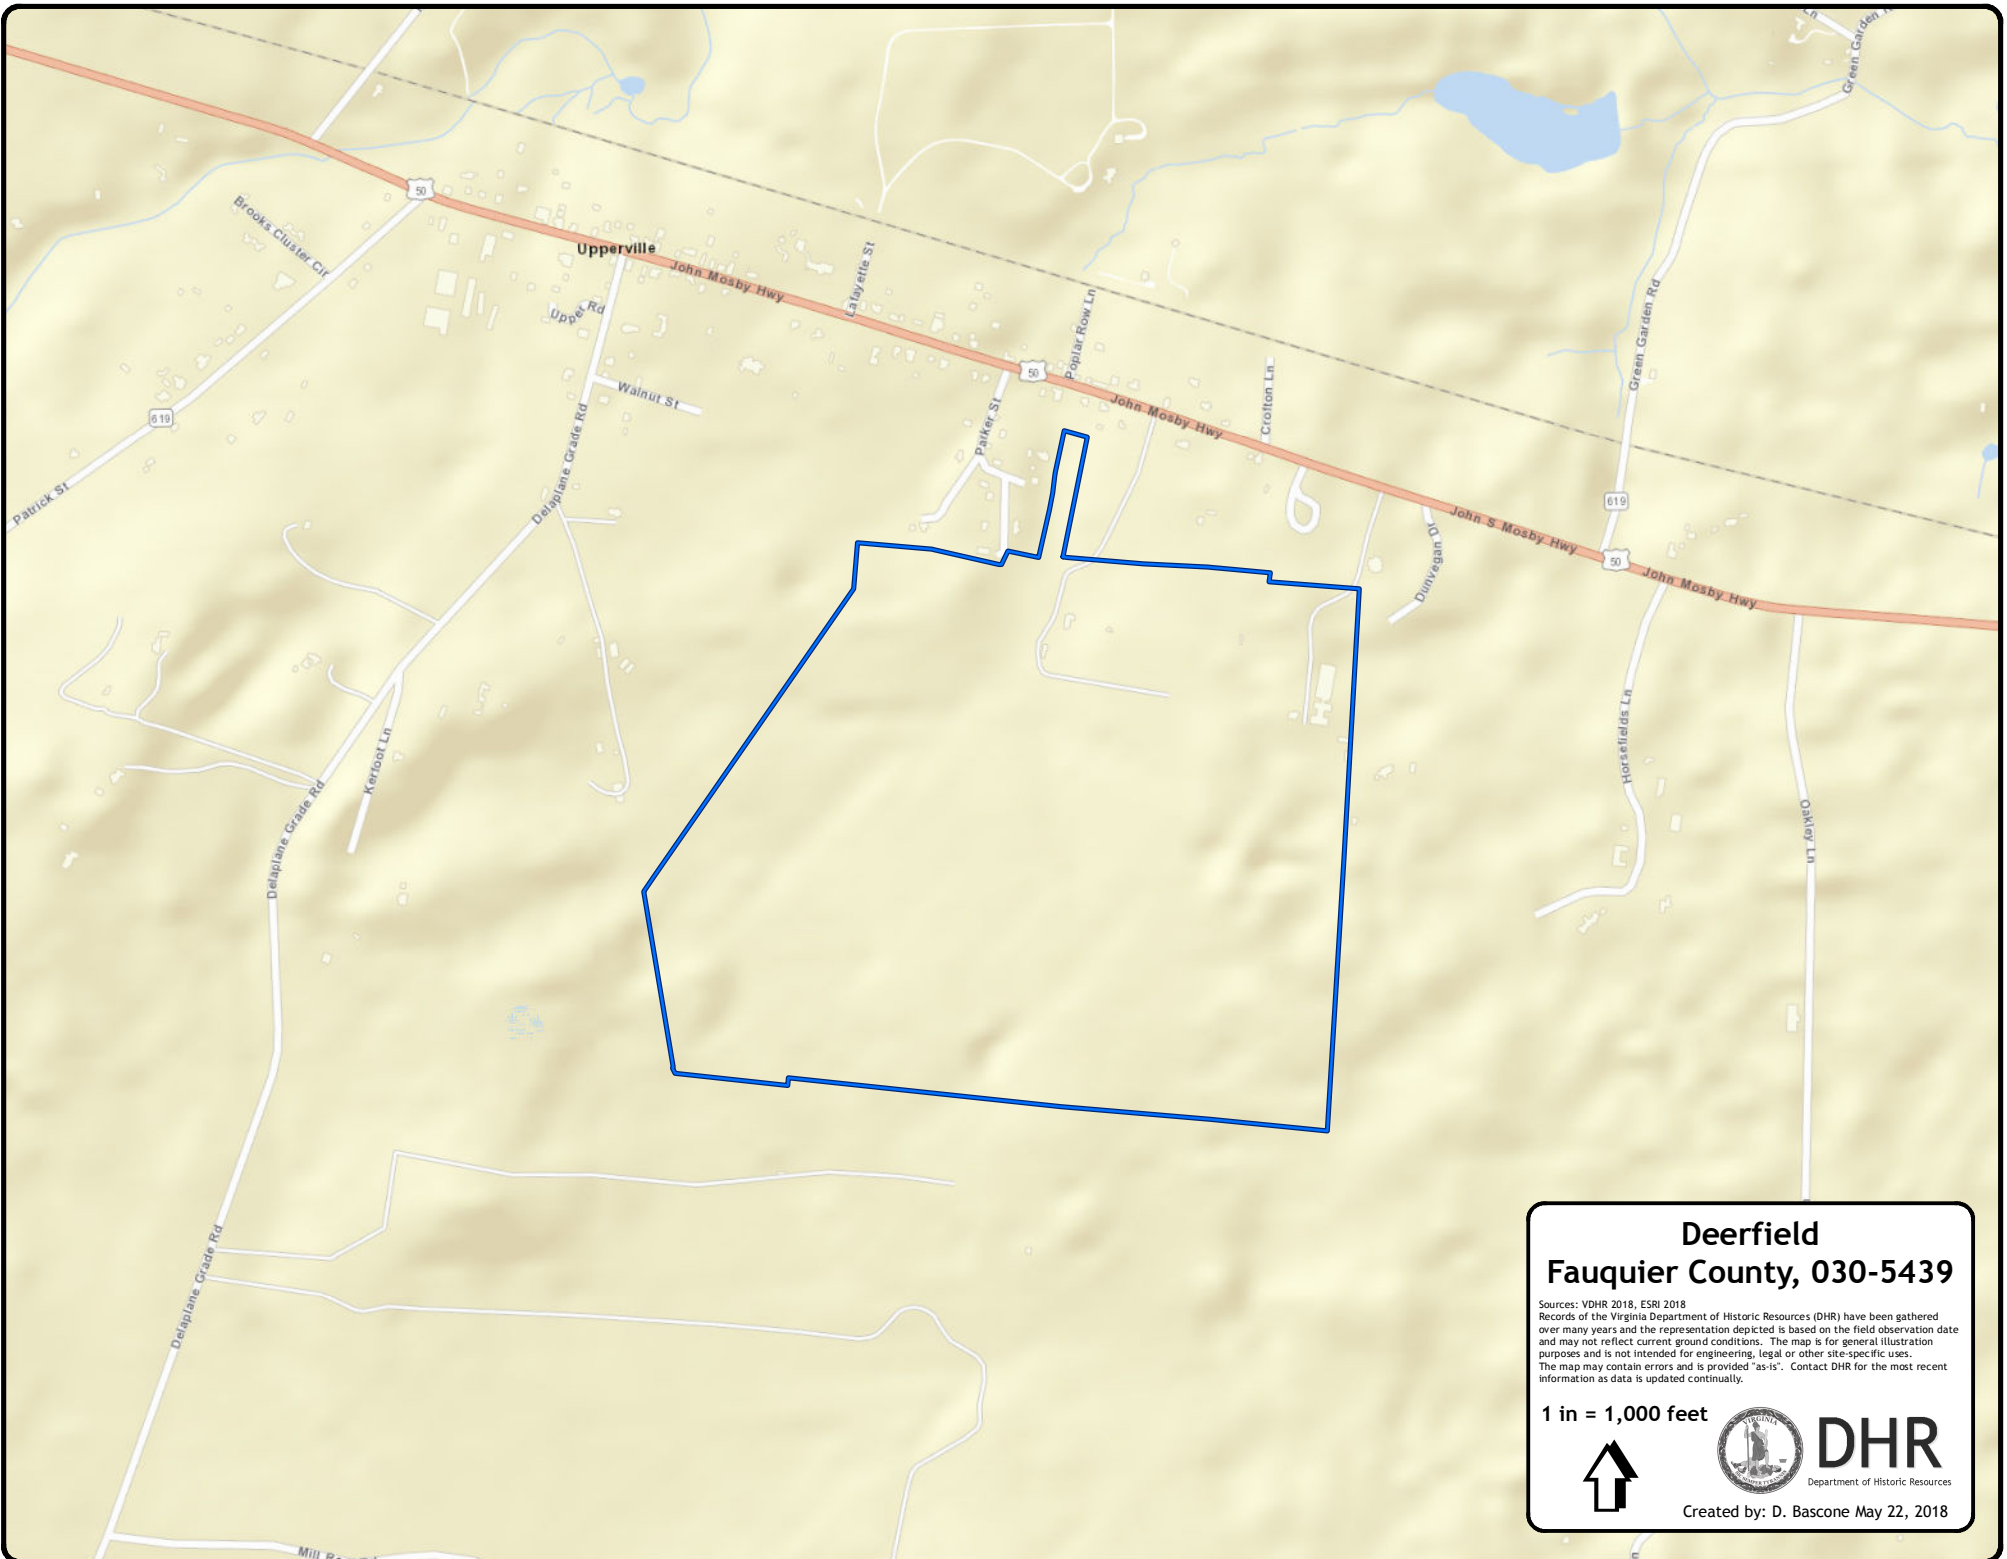 Ln
Green Garden
50
Brooks Cluster Cir
Upperville
John Mosby Hwy
Lafayette St
Upper Rd
Poplar Row Ln
Green Garden Rd
50
Walnut St
Crofton Ln
John Mosby Hwy
Parker St
619
Delaplane Grade Rd
Patrick St
619
John S Mosby Hwy
Dunvegan Dr
50
John Mosby Hwy
Kerfoot Ln
Horsefields Ln
Delaplane Grade Rd
Oakley Ln
Delaplane Grade Rd
Mill
Deerfield
Fauquier County, 030-5439
Sources: VDHR 2018, ESRI 2018
Records of the Virginia Department of Historic Resources (DHR) have been gathered
over many years and the representation depicted is based on the field observation date
and may not reflect current ground conditions. The map is for general illustration
purposes and is not intended for engineering, legal or other site-specific uses.
The map may contain errors and is provided "as-is". Contact DHR for the most recent
information as data is updated continually.
1 in = 1,000 feet
VIRGINIA
DHR
Department of Historic Resources
Created by: D. Bascone May 22, 2018